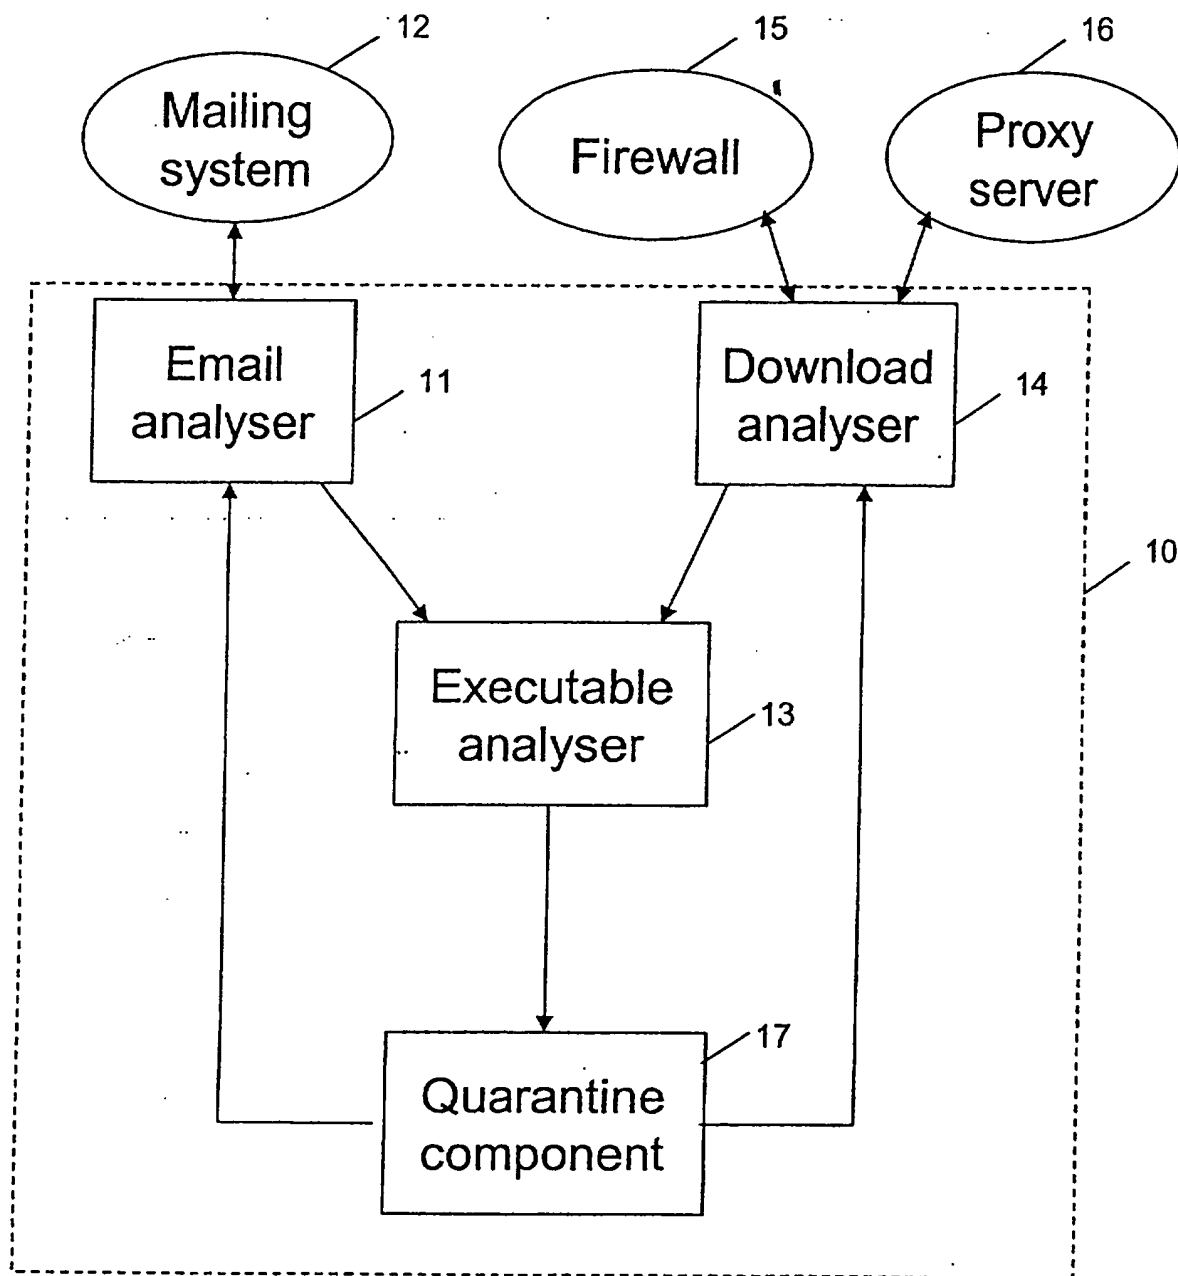 12
15
16
Mailing
system
Firewall
Proxy
server
Email
analyser
11
Download
analyser
14
10
Executable
analyser
13
17
Quarantine
component